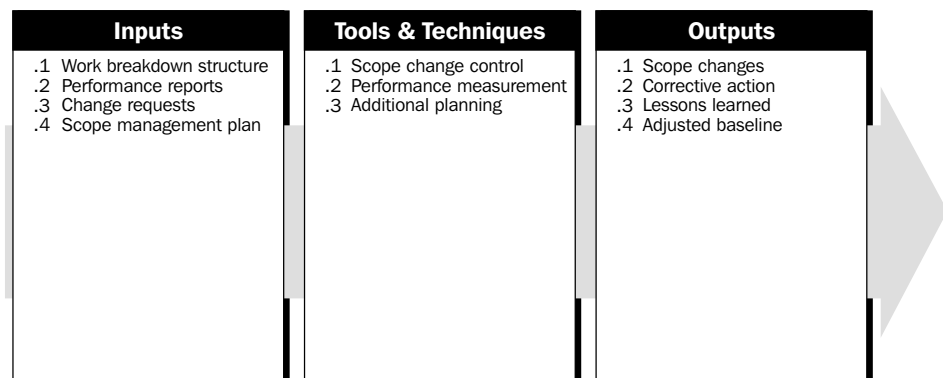 Inputs
.1 Work breakdown structure
.2 Performance reports
.3 Change requests
.4 Scope management plan
Tools & Techniques
.1 Scope change control
.2 Performance measurement
.3 Additional planning
Outputs
.1 Scope changes
.2 Corrective action
.3 Lessons learned
.4 Adjusted baseline